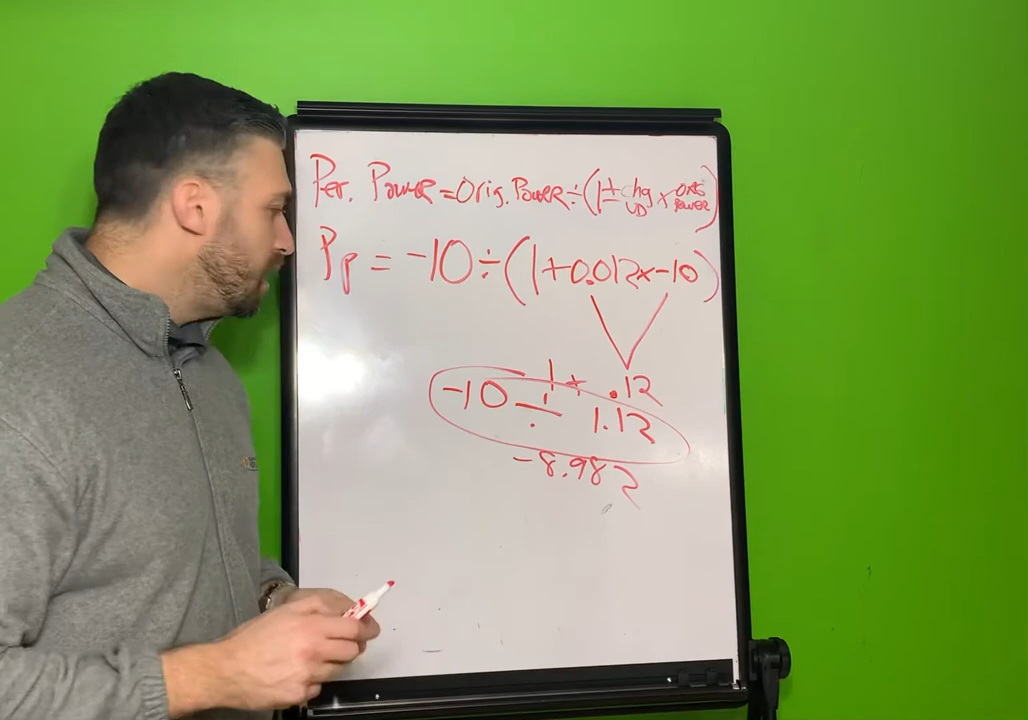 Per. Power = Orig. Power ÷ (1 ± chg VD x Orig Power)
Pp = -10 ÷ (1 + 0.012 x -10)
1 + .12
-10 ÷ 1.12
-8.982